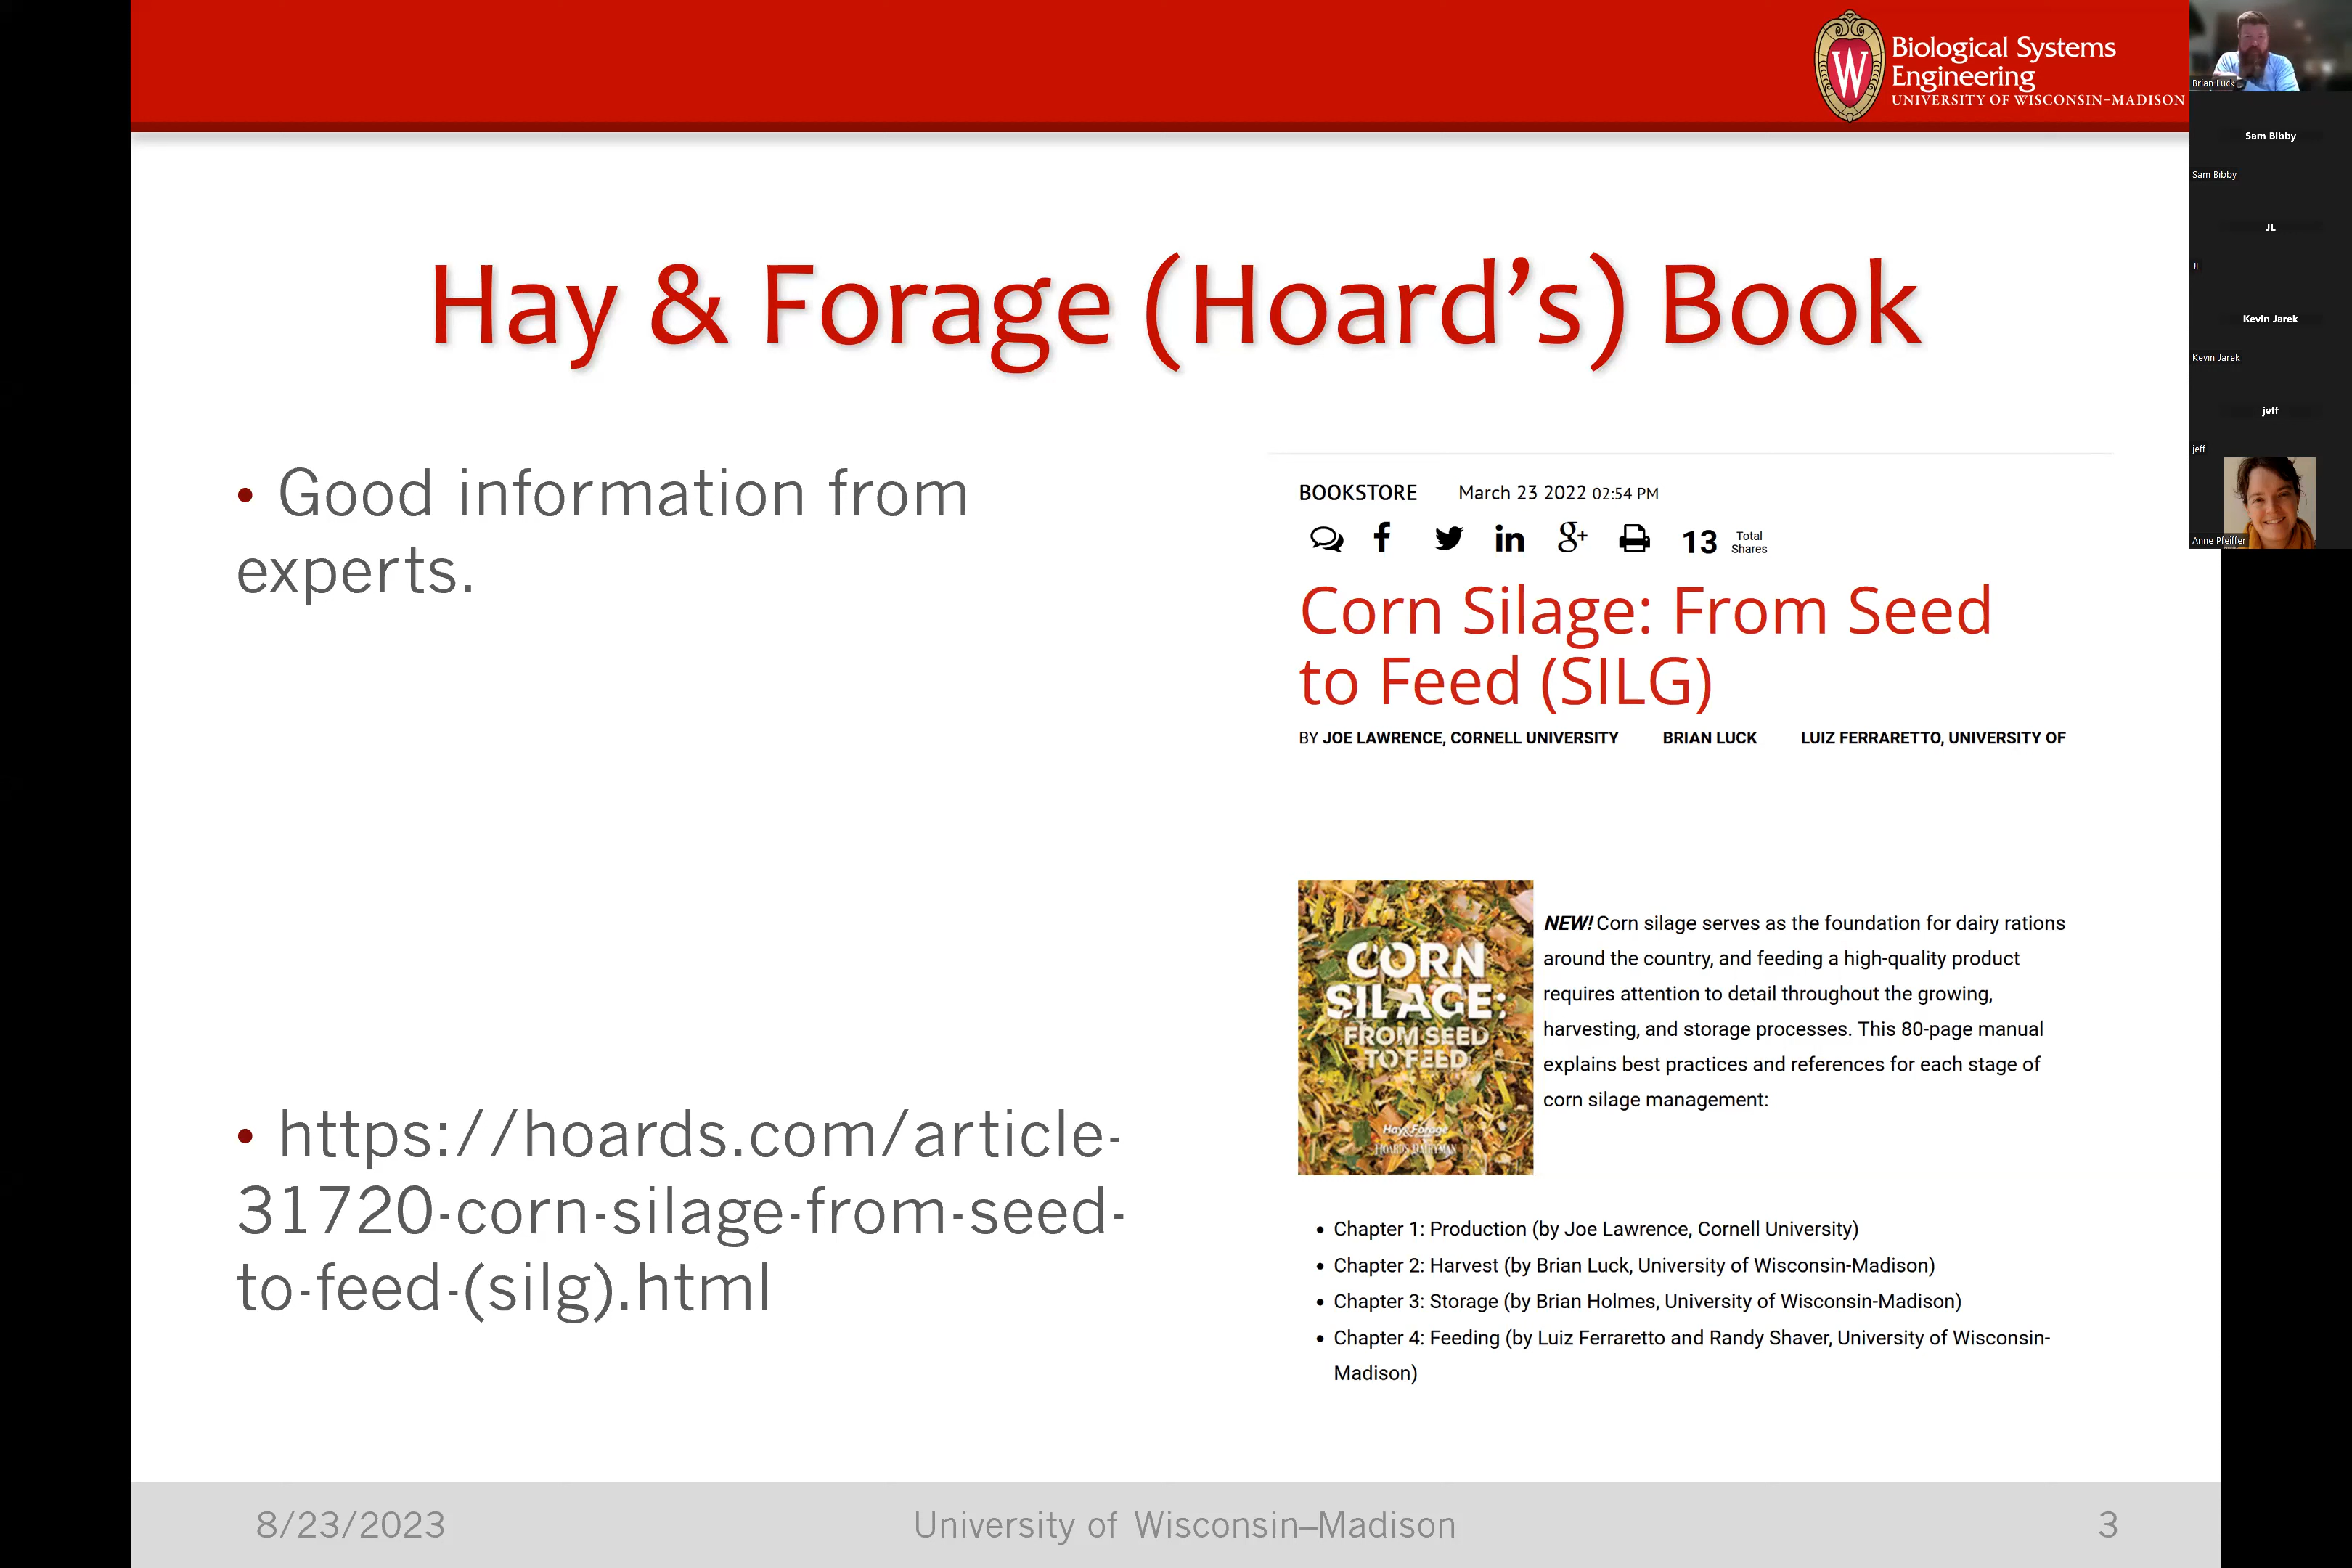 Biological Systems
Engineering
UNIVERSITY OF WISCONSIN–MADISON
W
Hay & Forage (Hoard’s) Book
• Good information from
experts.
• https://hoards.com/article-
31720-corn-silage-from-seed-
to-feed-(silg).html
BOOKSTORE March 23 2022 02:54 PM
13 Total
Shares
Corn Silage: From Seed
to Feed (SILG)
BY JOE LAWRENCE, CORNELL UNIVERSITY BRIAN LUCK LUIZ FERRARETTO, UNIVERSITY OF
CORN
SILAGE:
FROM SEED
TO FEED
Hay & Forage
HOARD'S DAIRYMAN
NEW! Corn silage serves as the foundation for dairy rations
around the country, and feeding a high-quality product
requires attention to detail throughout the growing,
harvesting, and storage processes. This 80-page manual
explains best practices and references for each stage of
corn silage management:
• Chapter 1: Production (by Joe Lawrence, Cornell University)
• Chapter 2: Harvest (by Brian Luck, University of Wisconsin-Madison)
• Chapter 3: Storage (by Brian Holmes, University of Wisconsin-Madison)
• Chapter 4: Feeding (by Luiz Ferraretto and Randy Shaver, University of Wisconsin-
Madison)
8/23/2023 University of Wisconsin–Madison 3
Brian Luck
Sam Bibby
Sam Bibby
JL
JL
Kevin Jarek
Kevin Jarek
jeff
jeff
Anne Pfeiffer